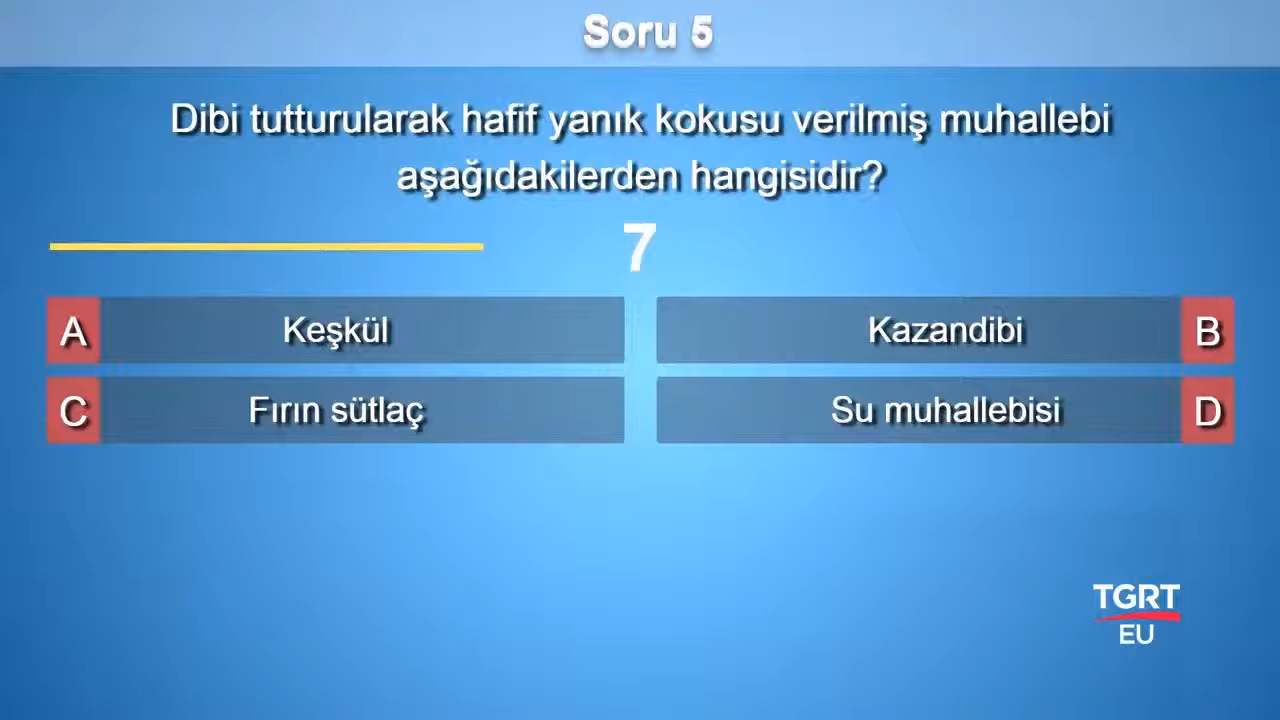 Soru 5
Dibi tutturularak hafif yanık kokusu verilmiş muhallebi
aşağıdakilerden hangisidir?
7
A Keşkül
Kazandibi B
C Fırın sütlaç
Su muhallebisi D
TGRT
EU